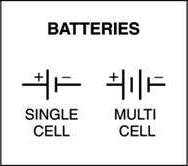 BATTERIES
+ − + −
SINGLE MULTI
CELL CELL